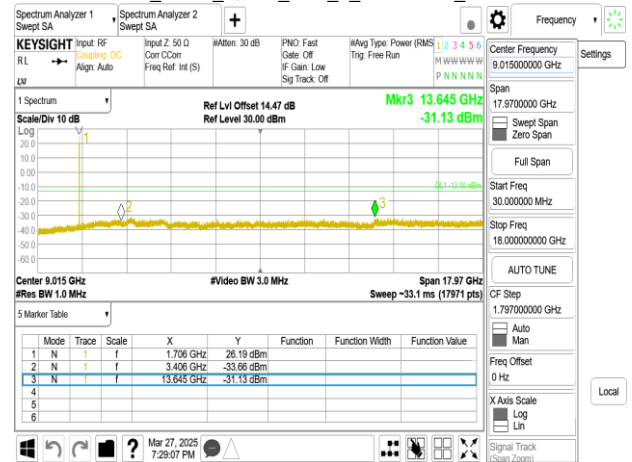 Spectrum Analyzer 1
Swept SA
Spectrum Analyzer 2
Swept SA
+
Frequency
KEYSIGHT
RL
Input: RF
Coupling: DC
Align: Auto
Input Z: 50 Ω
Corr CCorr
Freq Ref: Int (S)
#Atten: 30 dB
PNO: Fast
Gate: Off
IF Gain: Low
Sig Track: Off
#Avg Type: Power (RMS
Trig: Free Run
1 2 3 4 5 6
M W W W W W
P N N N N N
1 Spectrum
Scale/Div 10 dB
Ref Lvl Offset 14.47 dB
Ref Level 30.00 dBm
Mkr3 13.645 GHz
-31.13 dBm
Log
20.0
10.0
0.00
-10.0
-20.0
-30.0
-40.0
-50.0
-60.0
1
2
3
DL1 -13.00 dBm
Center 9.015 GHz
#Res BW 1.0 MHz
#Video BW 3.0 MHz
Span 17.97 GHz
Sweep ~33.1 ms (17971 pts)
5 Marker Table
Mode Trace Scale X Y Function Function Width Function Value
1 N 1 f 1.706 GHz 26.19 dBm
2 N 1 f 3.406 GHz -33.66 dBm
3 N 1 f 13.645 GHz -31.13 dBm
4
5
6
Mar 27, 2025
7:29:07 PM
Center Frequency
9.015000000 GHz
Settings
Span
17.9700000 GHz
Swept Span
Zero Span
Full Span
Start Freq
30.000000 MHz
Stop Freq
18.000000000 GHz
AUTO TUNE
CF Step
1.797000000 GHz
Auto
Man
Freq Offset
0 Hz
X Axis Scale
Log
Lin
Local
Signal Track
(Span Zoom)